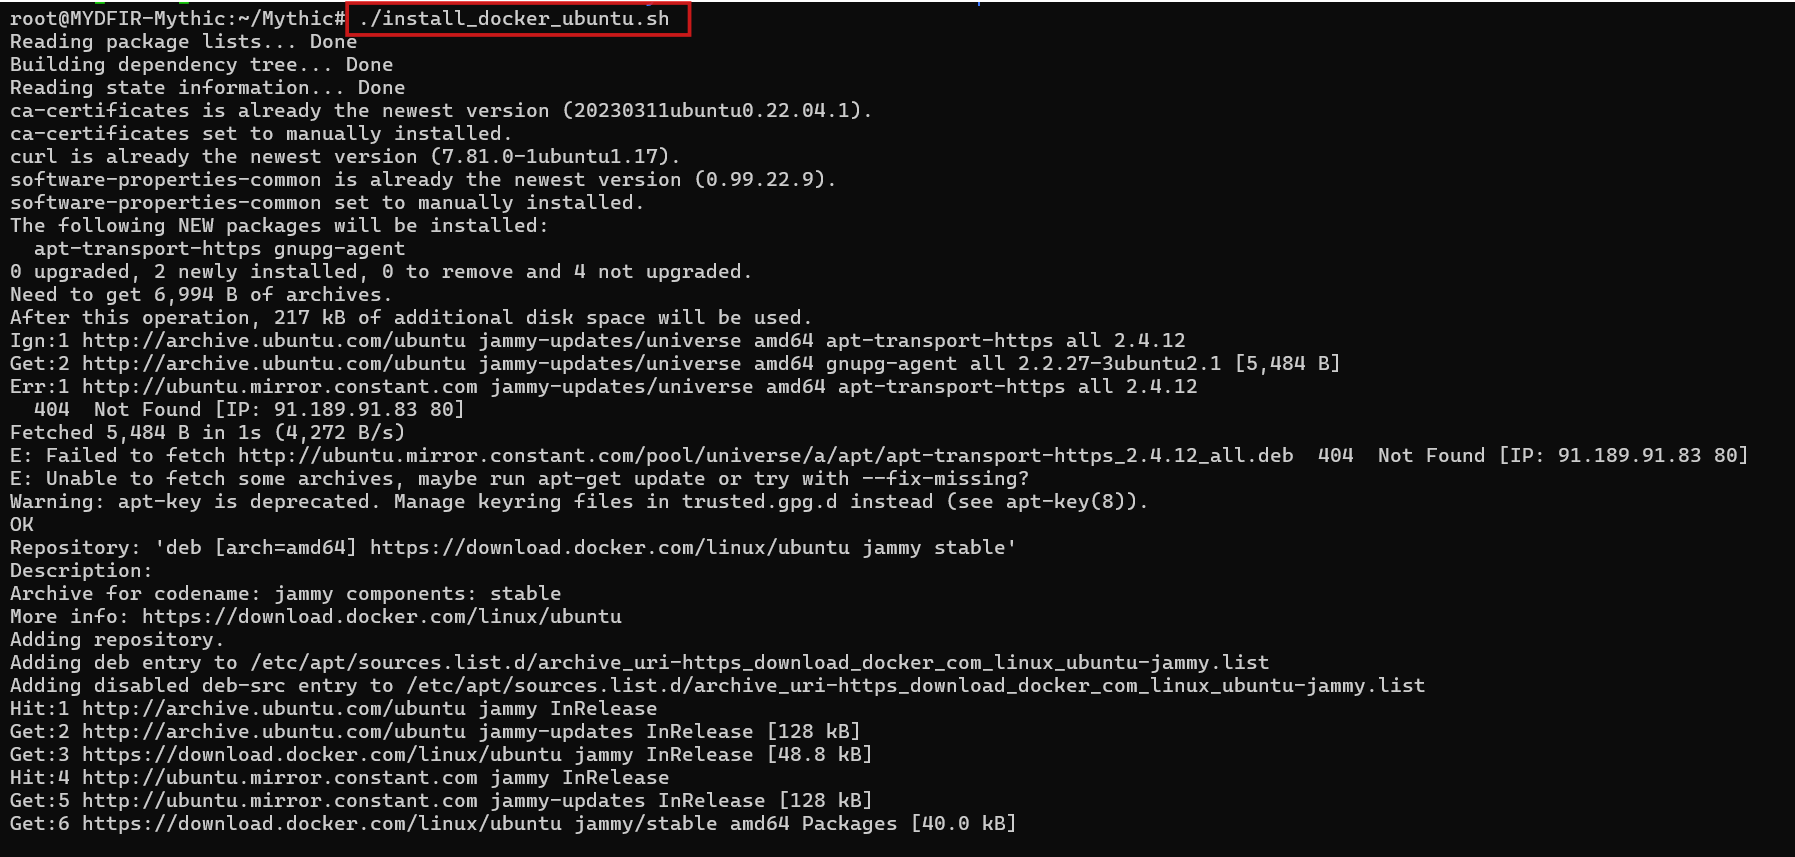 root@MYDFIR-Mythic:~/Mythic# ./install_docker_ubuntu.sh
Reading package lists... Done
Building dependency tree... Done
Reading state information... Done
ca-certificates is already the newest version (20230311ubuntu0.22.04.1).
ca-certificates set to manually installed.
curl is already the newest version (7.81.0-1ubuntu1.17).
software-properties-common is already the newest version (0.99.22.9).
software-properties-common set to manually installed.
The following NEW packages will be installed:
  apt-transport-https gnupg-agent
0 upgraded, 2 newly installed, 0 to remove and 4 not upgraded.
Need to get 6,994 B of archives.
After this operation, 217 kB of additional disk space will be used.
Ign:1 http://archive.ubuntu.com/ubuntu jammy-updates/universe amd64 apt-transport-https all 2.4.12
Get:2 http://archive.ubuntu.com/ubuntu jammy-updates/universe amd64 gnupg-agent all 2.2.27-3ubuntu2.1 [5,484 B]
Err:1 http://ubuntu.mirror.constant.com jammy-updates/universe amd64 apt-transport-https all 2.4.12
  404  Not Found [IP: 91.189.91.83 80]
Fetched 5,484 B in 1s (4,272 B/s)
E: Failed to fetch http://ubuntu.mirror.constant.com/pool/universe/a/apt/apt-transport-https_2.4.12_all.deb  404  Not Found [IP: 91.189.91.83 80]
E: Unable to fetch some archives, maybe run apt-get update or try with --fix-missing?
Warning: apt-key is deprecated. Manage keyring files in trusted.gpg.d instead (see apt-key(8)).
OK
Repository: 'deb [arch=amd64] https://download.docker.com/linux/ubuntu jammy stable'
Description:
Archive for codename: jammy components: stable
More info: https://download.docker.com/linux/ubuntu
Adding repository.
Adding deb entry to /etc/apt/sources.list.d/archive_uri-https_download_docker_com_linux_ubuntu-jammy.list
Adding disabled deb-src entry to /etc/apt/sources.list.d/archive_uri-https_download_docker_com_linux_ubuntu-jammy.list
Hit:1 http://archive.ubuntu.com/ubuntu jammy InRelease
Get:2 http://archive.ubuntu.com/ubuntu jammy-updates InRelease [128 kB]
Get:3 https://download.docker.com/linux/ubuntu jammy InRelease [48.8 kB]
Hit:4 http://ubuntu.mirror.constant.com jammy InRelease
Get:5 http://ubuntu.mirror.constant.com jammy-updates InRelease [128 kB]
Get:6 https://download.docker.com/linux/ubuntu jammy/stable amd64 Packages [40.0 kB]